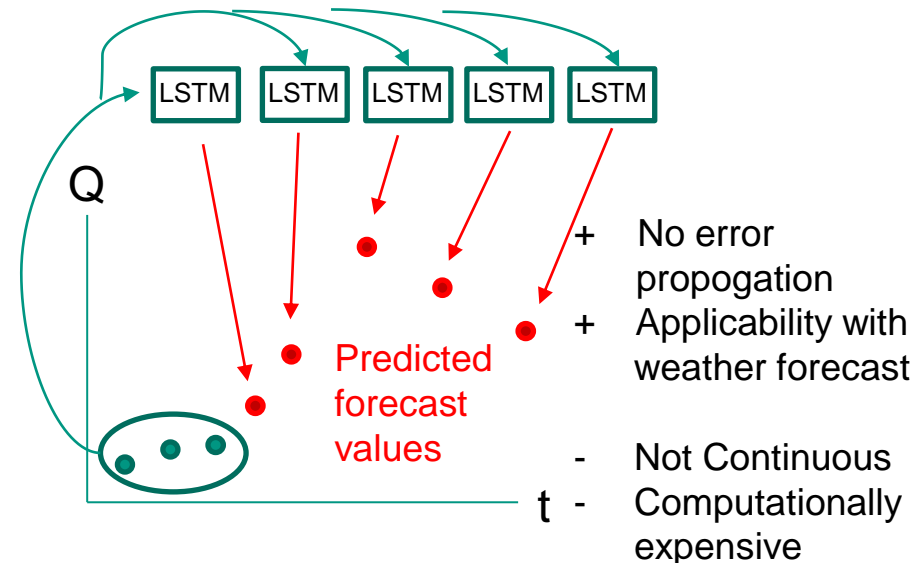 LSTM LSTM LSTM LSTM LSTM
Q
+ No error
propogation
+ Applicability with
weather forecast
Predicted
forecast
values
- Not Continuous
t - Computationally
expensive